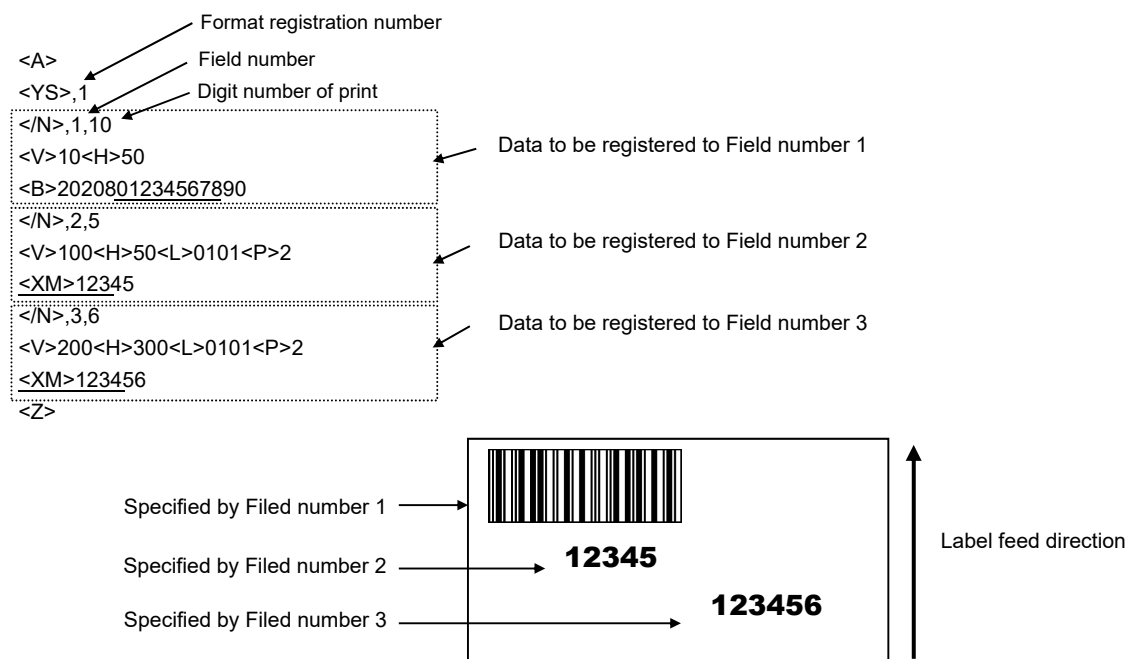 Format registration number
<A>
Field number
<YS>,1
Digit number of print
</N>,1,10
<V>10<H>50
Data to be registered to Field number 1
<B>2020801234567890
</N>,2,5
<V>100<H>50<L>0101<P>2
Data to be registered to Field number 2
<XM>12345
</N>,3,6
<V>200<H>300<L>0101<P>2
Data to be registered to Field number 3
<XM>123456
<Z>
Specified by Filed number 1
Label feed direction
Specified by Filed number 2
12345
Specified by Filed number 3
123456